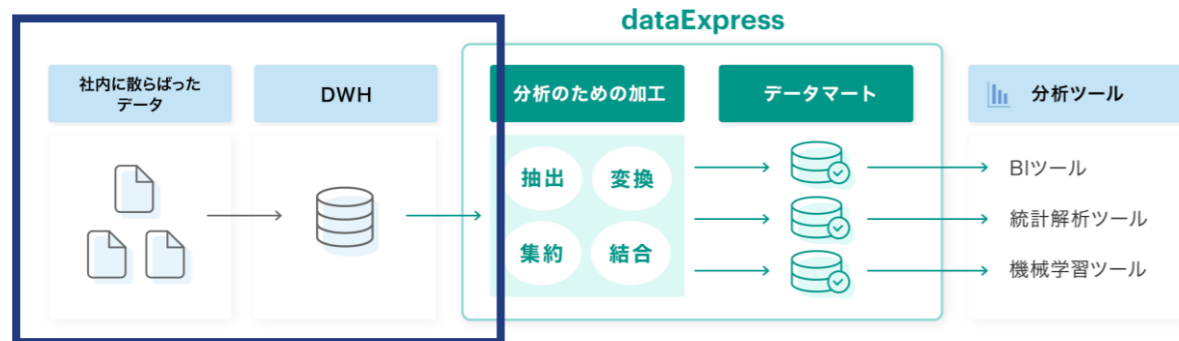 dataExpress
社内に散らばった
データ
DWH
分析のための加工
データマート
分析ツール
抽出
変換
集約
結合
BIツール
統計解析ツール
機械学習ツール